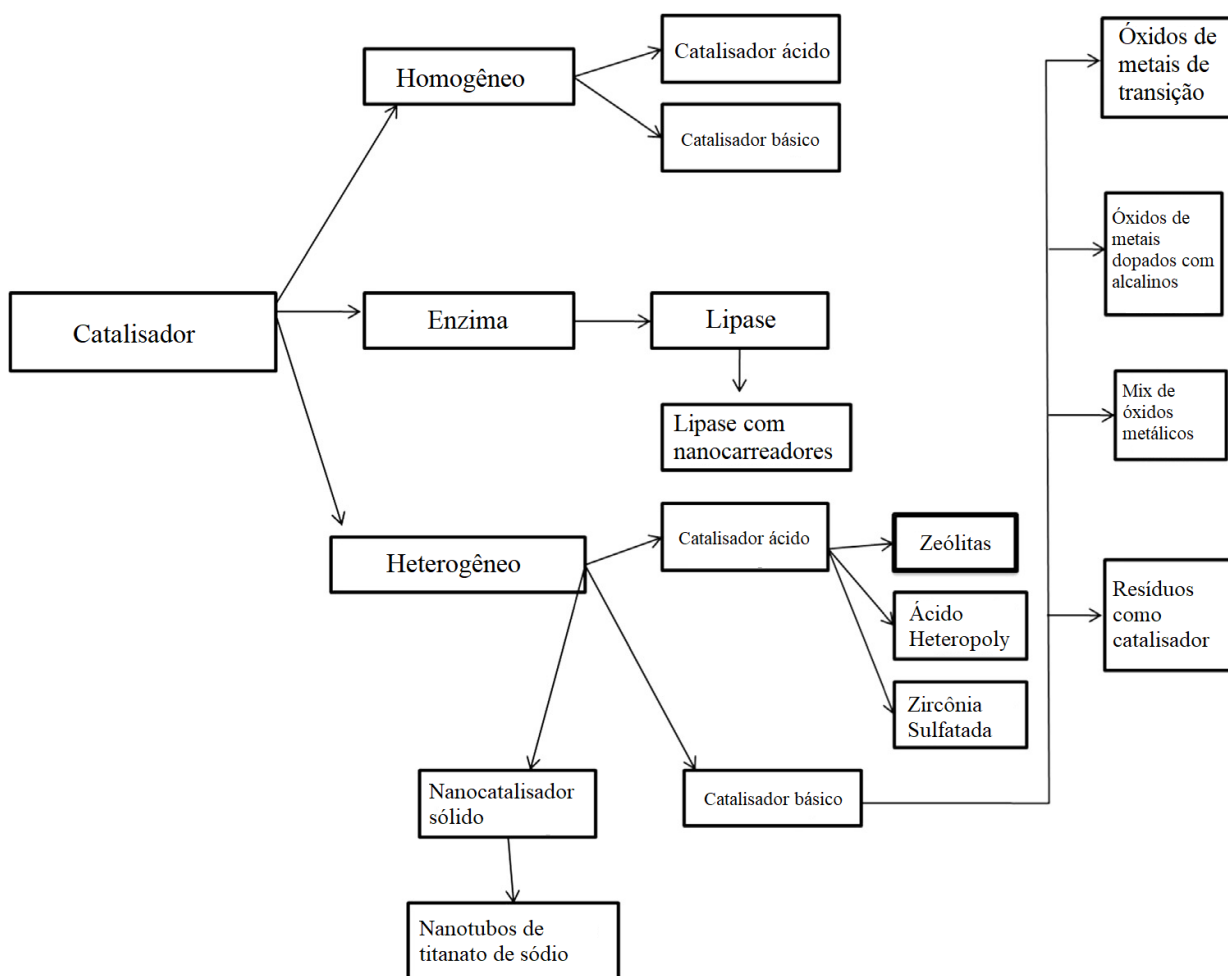 Catalisador
Homogêneo
Catalisador ácido
Catalisador básico
Enzima
Lipase
Lipase com
nanocarreadores
Heterogêneo
Catalisador ácido
Zeólitas
Ácido
Heteropoly
Zircônia
Sulfatada
Catalisador básico
Óxidos de
metais de
transição
Óxidos de
metais
dopados com
alcalinos
Mix de
óxidos
metálicos
Resíduos
como
catalisador
Nanocatalisador
sólido
Nanotubos de
titanato de sódio